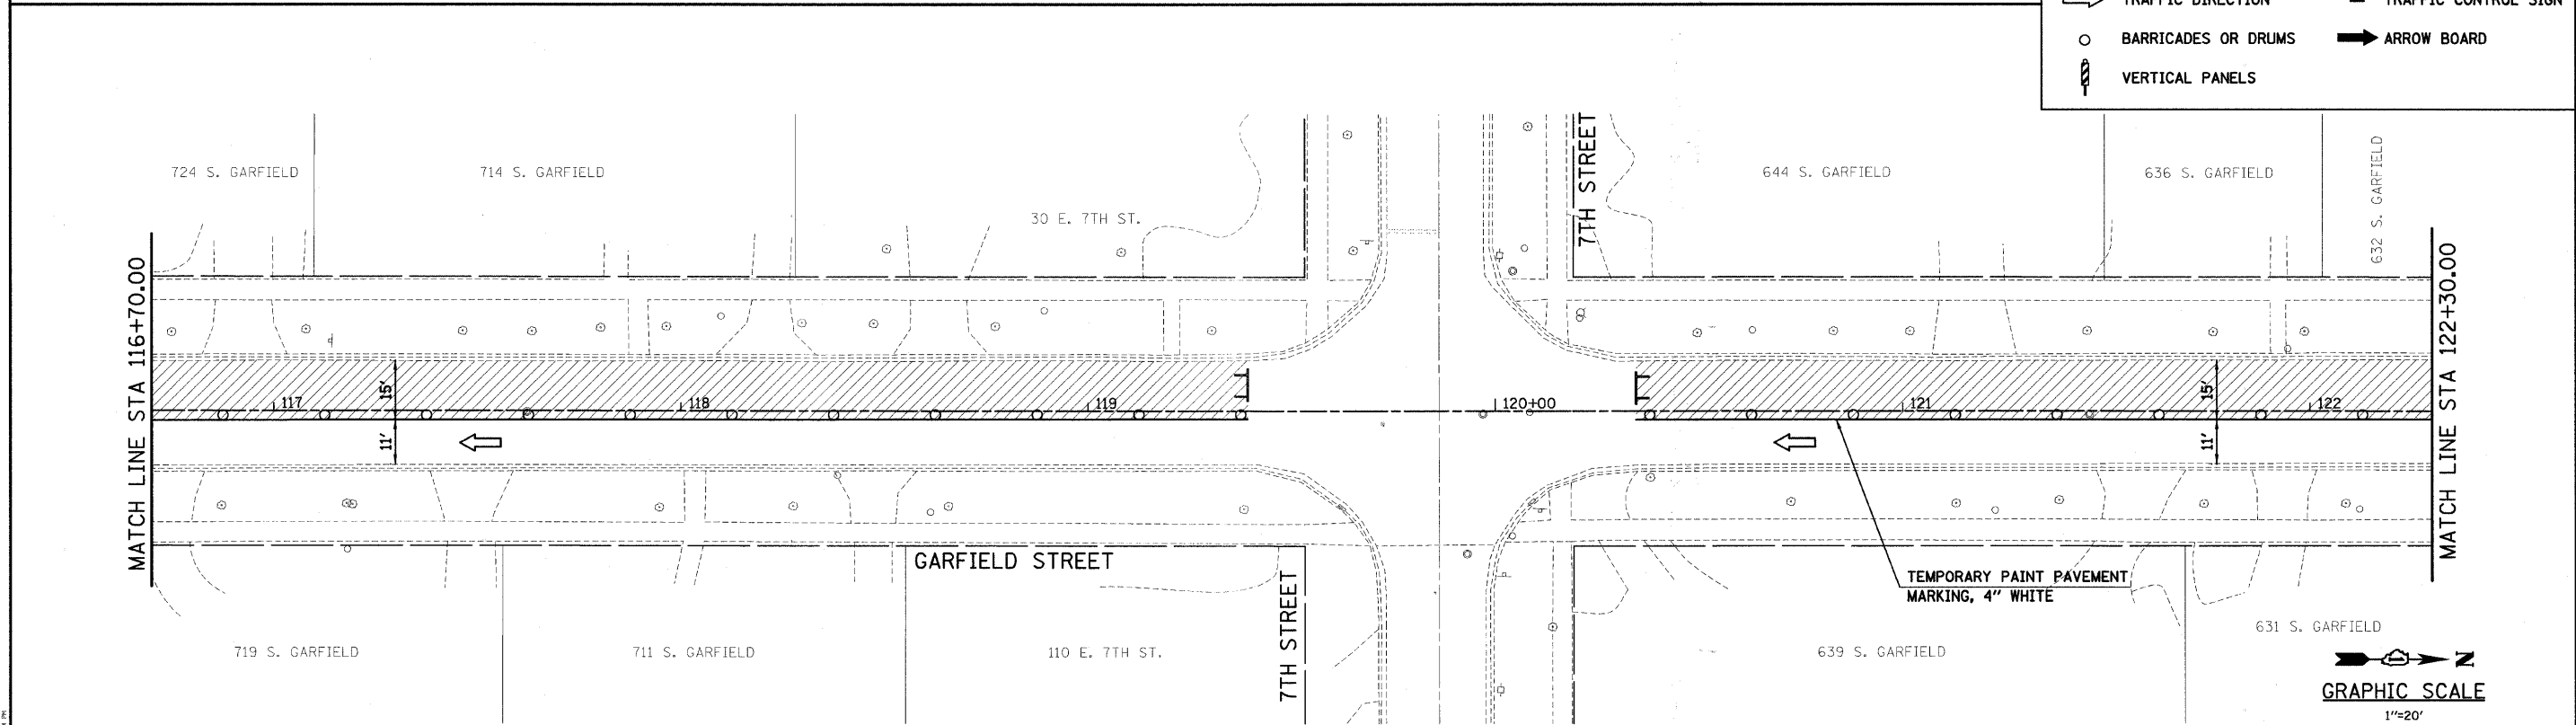 TRAFFIC DIRECTION
TRAFFIC CONTROL SIGN
BARRICADES OR DRUMS
ARROW BOARD
VERTICAL PANELS
724 S. GARFIELD
714 S. GARFIELD
30 E. 7TH ST.
7TH STREET
644 S. GARFIELD
636 S. GARFIELD
632 S. GARFIELD
MATCH LINE STA 116+70.00
MATCH LINE STA 122+30.00
15'
15'
117
118
119
120+00
121
122
11'
11'
GARFIELD STREET
7TH STREET
TEMPORARY PAINT PAVEMENT
MARKING, 4" WHITE
719 S. GARFIELD
711 S. GARFIELD
110 E. 7TH ST.
639 S. GARFIELD
631 S. GARFIELD
N
GRAPHIC SCALE
1"=20'